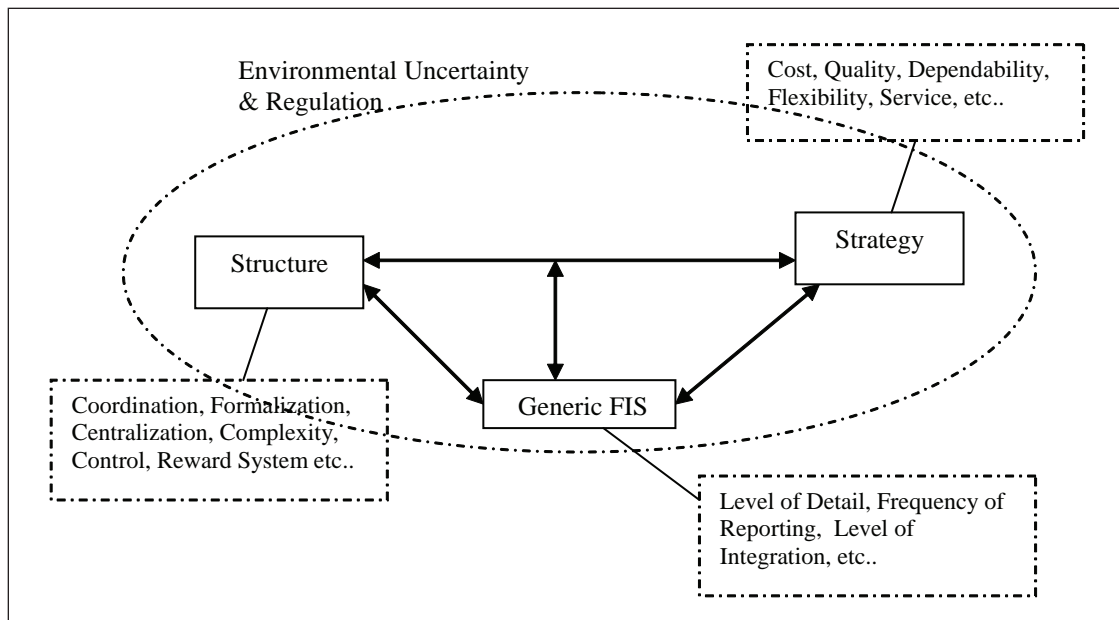 Environmental Uncertainty
& Regulation
Cost, Quality, Dependability,
Flexibility, Service, etc..
Strategy
Structure
Generic FIS
Coordination, Formalization,
Centralization, Complexity,
Control, Reward System etc..
Level of Detail, Frequency of
Reporting, Level of
Integration, etc..